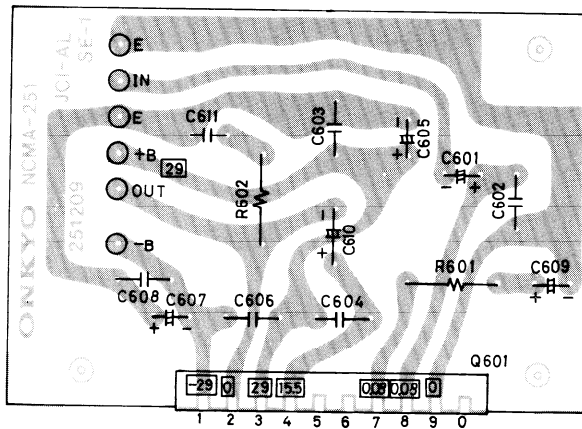 E
IN
E
+B
29
OUT
-B
ONKYO NCMA-251
251209
JCI-AL
SE-1
C611
C603
-
+
C605
C601
-
+
C602
R602
-
+
C610
R601
C609
+
-
C608
C607
+
-
C606
C604
Q601
-29
0
29
15.5
0.08
0.08
0
1
2
3
4
5
6
7
8
9
0